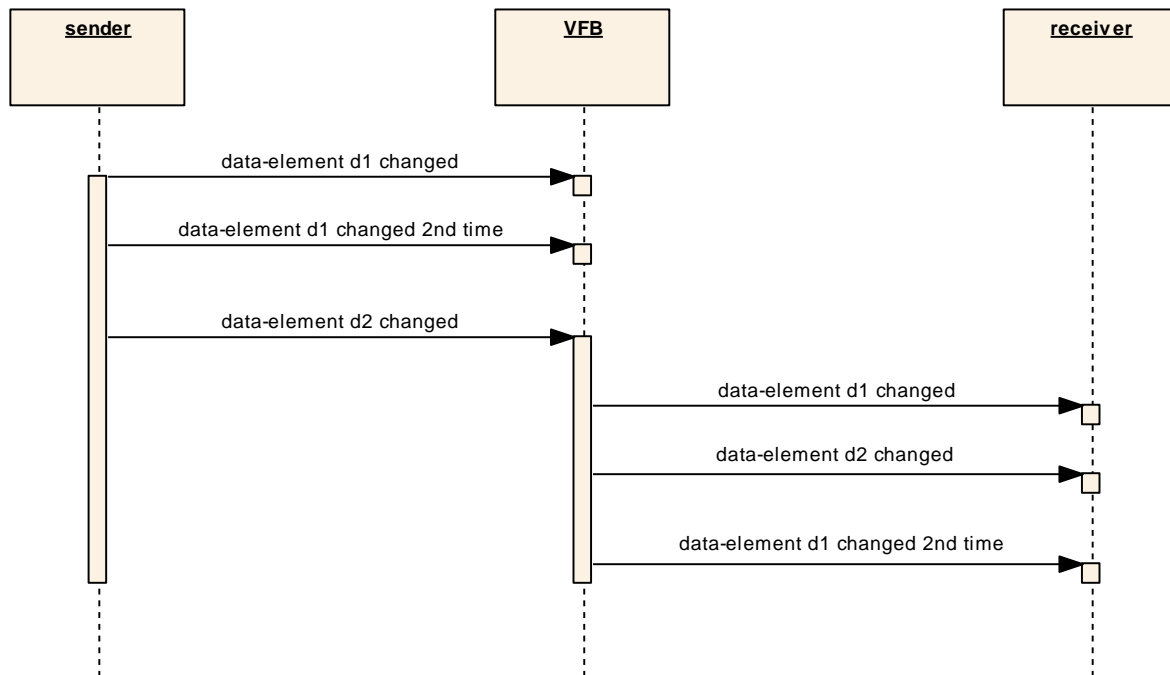 sender
VFB
receiver
data-element d1 changed
data-element d1 changed 2nd time
data-element d2 changed
data-element d1 changed
data-element d2 changed
data-element d1 changed 2nd time